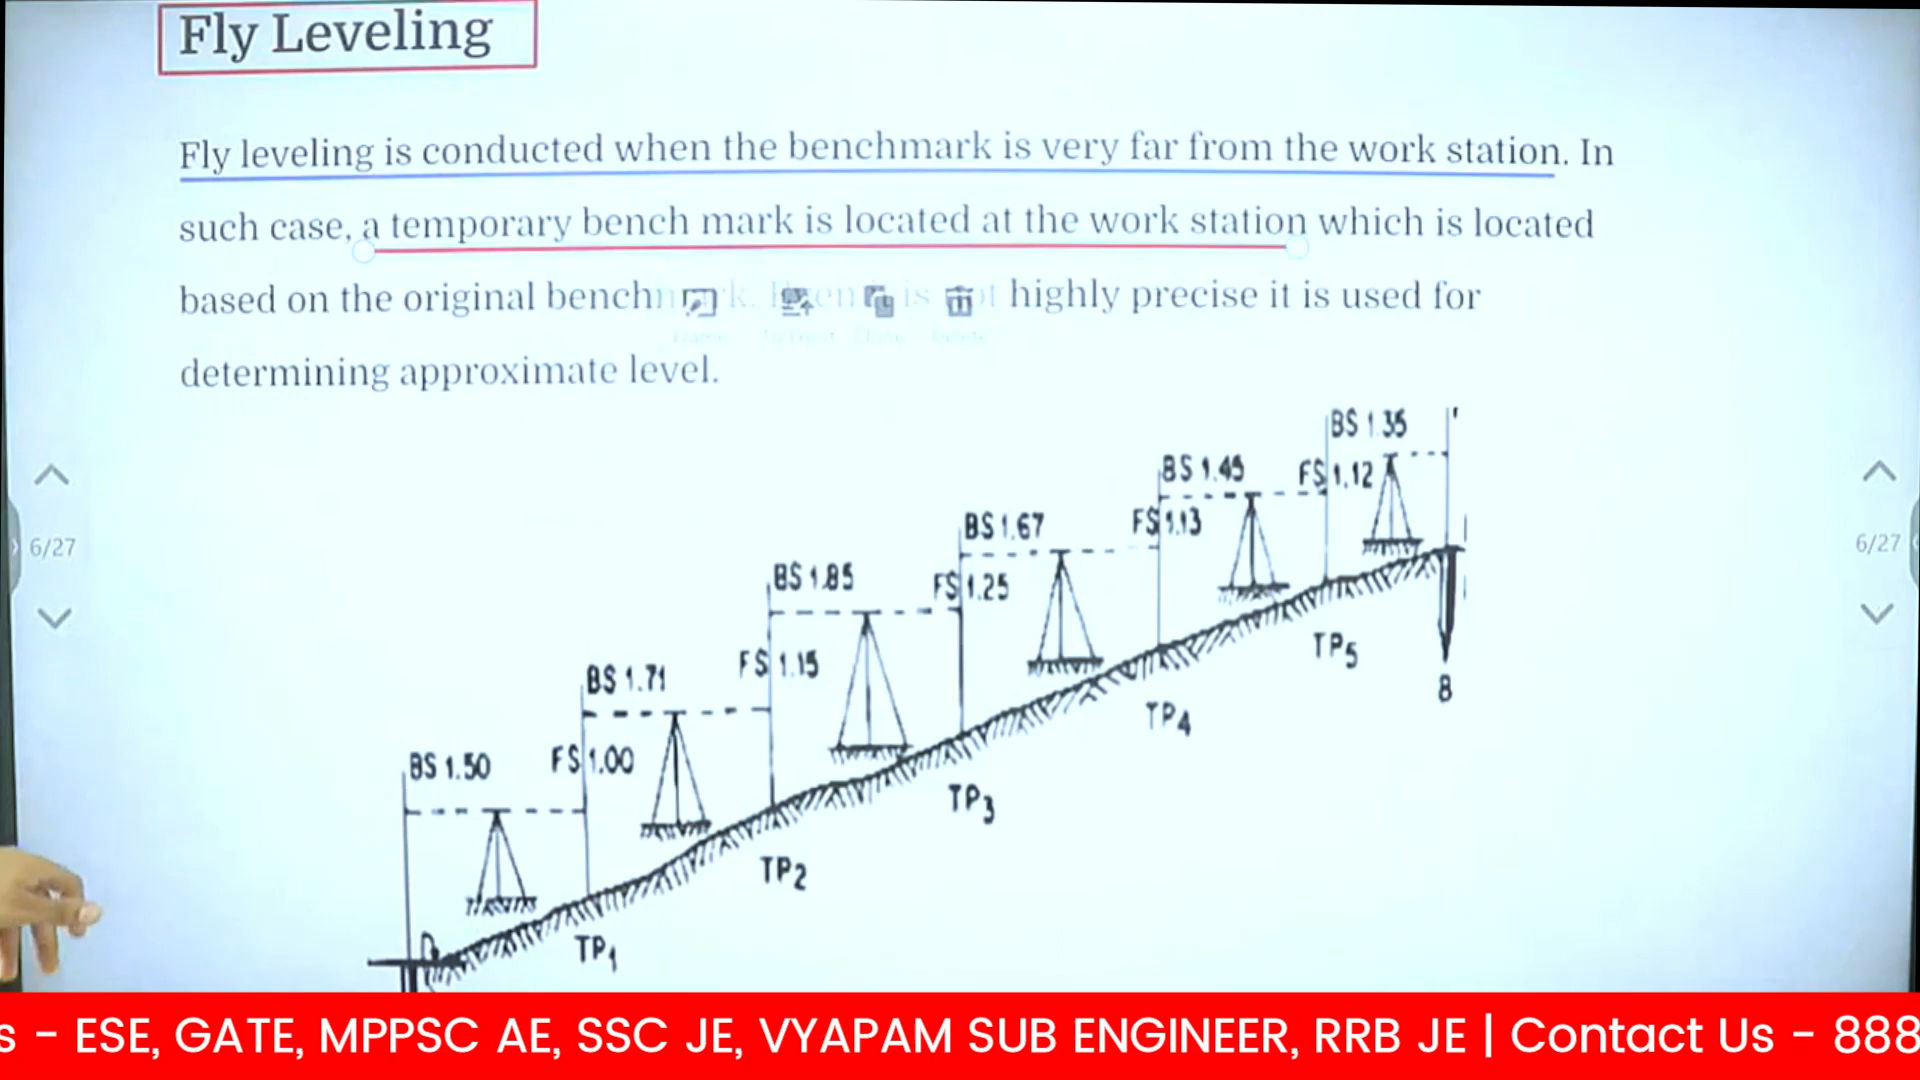 Fly Leveling
Fly leveling is conducted when the benchmark is very far from the work station. In
such case, a temporary bench mark is located at the work station which is located
based on the original benchmark. Even is not highly precise it is used for
determining approximate level.
BS 1.35
BS 1.45 FS 1.12
BS 1.67 FS 1.13
BS 1.85 FS 1.25
BS 1.71 FS 1.15
BS 1.50 FS 1.00
TP5
B
TP4
TP3
TP2
TP1
6/27
6/27
s - ESE, GATE, MPPSC AE, SSC JE, VYAPAM SUB ENGINEER, RRB JE | Contact Us - 888